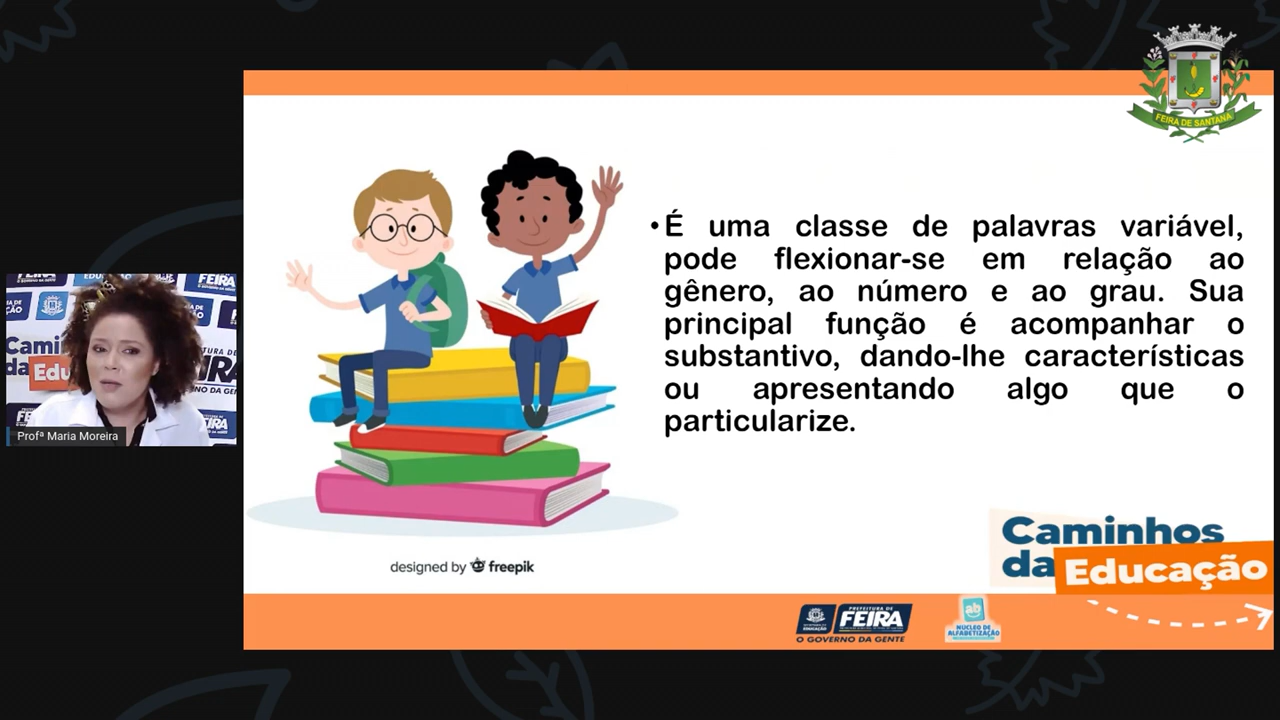 FEIRA DE SANTANA
• É uma classe de palavras variável,
pode flexionar-se em relação ao
gênero, ao número e ao grau. Sua
principal função é acompanhar o
substantivo, dando-lhe características
ou apresentando algo que o
particularize.
Profª Maria Moreira
designed by freepik
Caminhos
da Educação
EDUCAÇÃO
PREFEITURA DE
FEIRA
O GOVERNO DA GENTE
ab
NÚCLEO DE
ALFABETIZAÇÃO